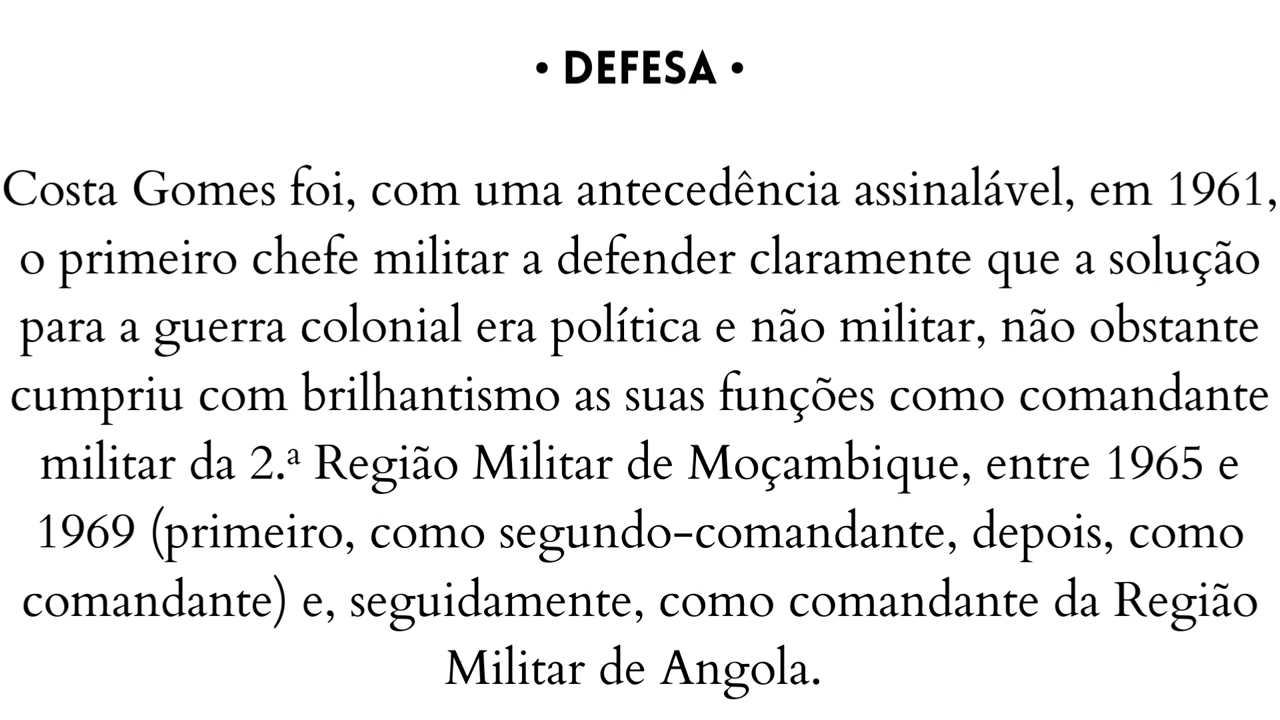 • DEFESA •
Costa Gomes foi, com uma antecedência assinalável, em 1961,
o primeiro chefe militar a defender claramente que a solução
para a guerra colonial era política e não militar, não obstante
cumpriu com brilhantismo as suas funções como comandante
militar da 2.ª Região Militar de Moçambique, entre 1965 e
1969 (primeiro, como segundo-comandante, depois, como
comandante) e, seguidamente, como comandante da Região
Militar de Angola.